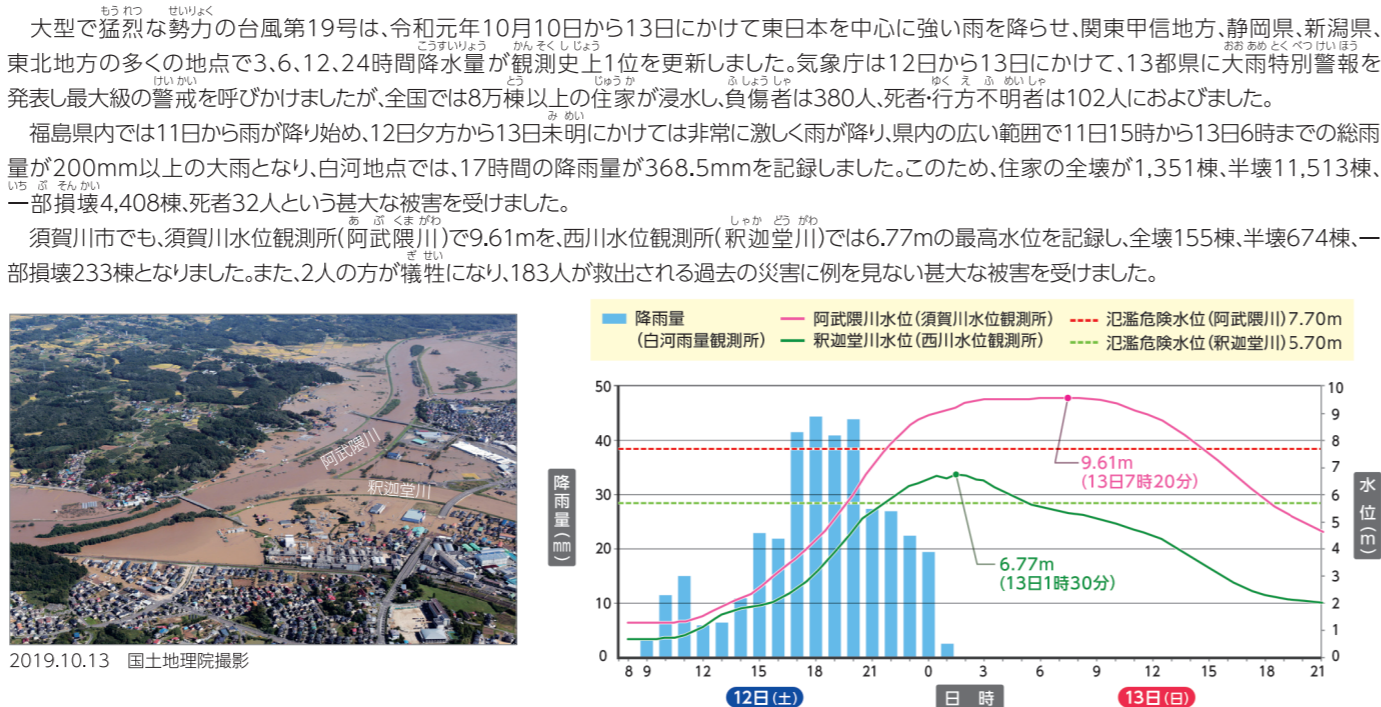 大型で猛烈な勢力の台風第19号は、令和元年10月10日から13日にかけて東日本を中心に強い雨を降らせ、関東甲信地方、静岡県、新潟県、
東北地方の多くの地点で3、6、12、24時間降水量が観測史上1位を更新しました。気象庁は12日から13日にかけて、13都県に大雨特別警報を
発表し最大級の警戒を呼びかけましたが、全国では8万棟以上の住家が浸水し、負傷者は380人、死者・行方不明者は102人におよびました。
福島県内では11日から雨が降り始め、12日夕方から13日未明にかけては非常に激しく雨が降り、県内の広い範囲で11日15時から13日6時までの総雨
量が200mm以上の大雨となり、白河地点では、17時間の降雨量が368.5mmを記録しました。このため、住家の全壊が1,351棟、半壊11,513棟、
一部損壊4,408棟、死者32人という甚大な被害を受けました。
須賀川市でも、須賀川水位観測所(阿武隈川)で9.61mを、西川水位観測所(釈迦堂川)では6.77mの最高水位を記録し、全壊155棟、半壊674棟、一
部損壊233棟となりました。また、2人の方が犠牲になり、183人が救出される過去の災害に例を見ない甚大な被害を受けました。
阿武隈川
釈迦堂川
2019.10.13 国土地理院撮影
降雨量
(白河雨量観測所)
阿武隈川水位(須賀川水位観測所)
釈迦堂川水位(西川水位観測所)
氾濫危険水位(阿武隈川)7.70m
氾濫危険水位(釈迦堂川)5.70m
降雨量(㎜)
50
40
30
20
10
0
9.61m
(13日7時20分)
6.77m
(13日1時30分)
10
9
8
7
6
5
4
3
2
1
0
水位(m)
8 9 12 15 18 21 0 3 6 9 12 15 18 21
12日(土) 日時 13日(日)